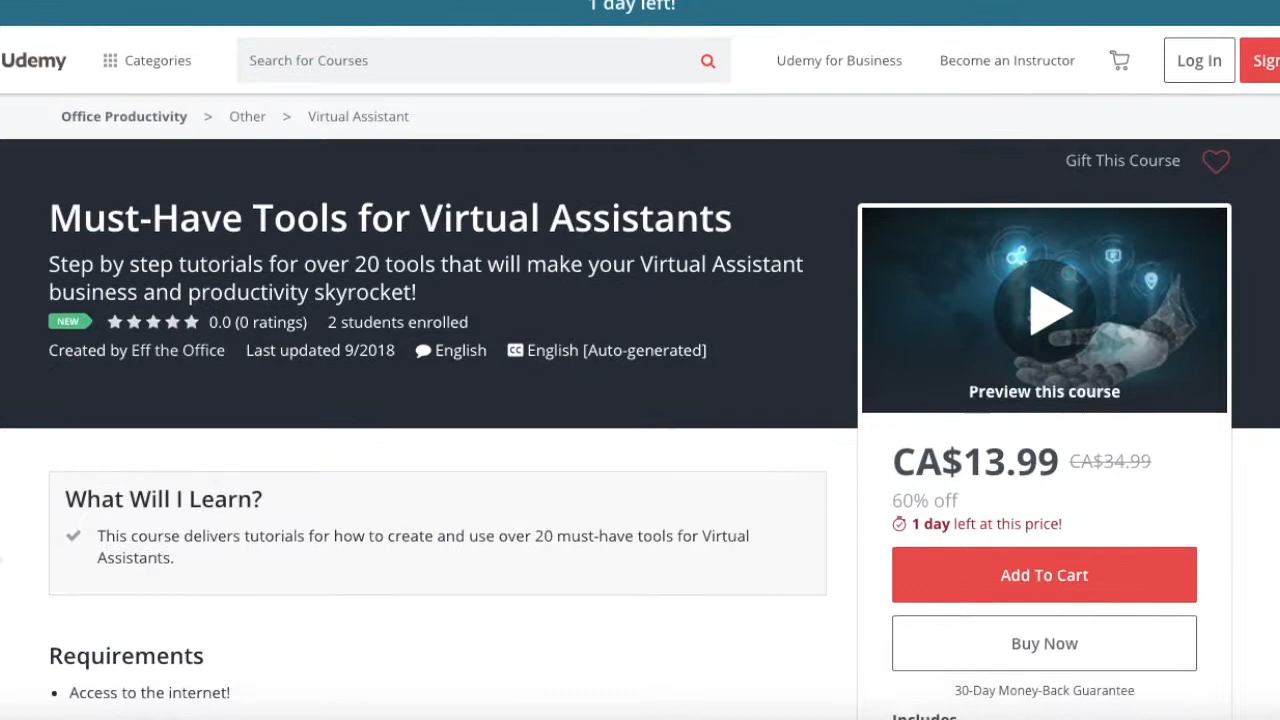 1 day left!
Udemy
Categories
Search for Courses
Udemy for Business
Become an Instructor
Log In
Office Productivity > Other > Virtual Assistant
Gift This Course
Must-Have Tools for Virtual Assistants
Step by step tutorials for over 20 tools that will make your Virtual Assistant
business and productivity skyrocket!
NEW 0.0 (0 ratings) 2 students enrolled
Created by Eff the Office Last updated 9/2018 English CC English [Auto-generated]
Preview this course
CA$13.99 CA$34.99
60% off
1 day left at this price!
Add To Cart
Buy Now
30-Day Money-Back Guarantee
Includes
What Will I Learn?
This course delivers tutorials for how to create and use over 20 must-have tools for Virtual
Assistants.
Requirements
• Access to the internet!